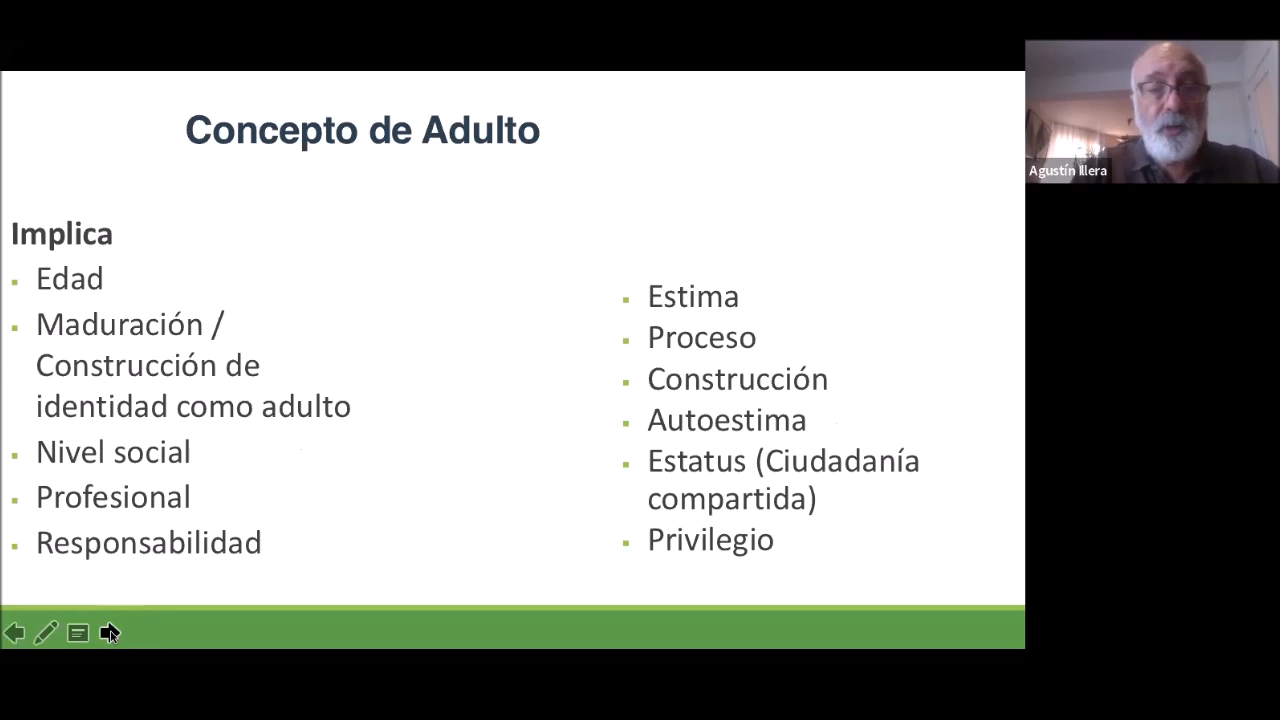 Concepto de Adulto
Implica
Edad
Maduración /
Construcción de
identidad como adulto
Nivel social
Profesional
Responsabilidad
Estima
Proceso
Construcción
Autoestima
Estatus (Ciudadanía
compartida)
Privilegio
Agustín Illera